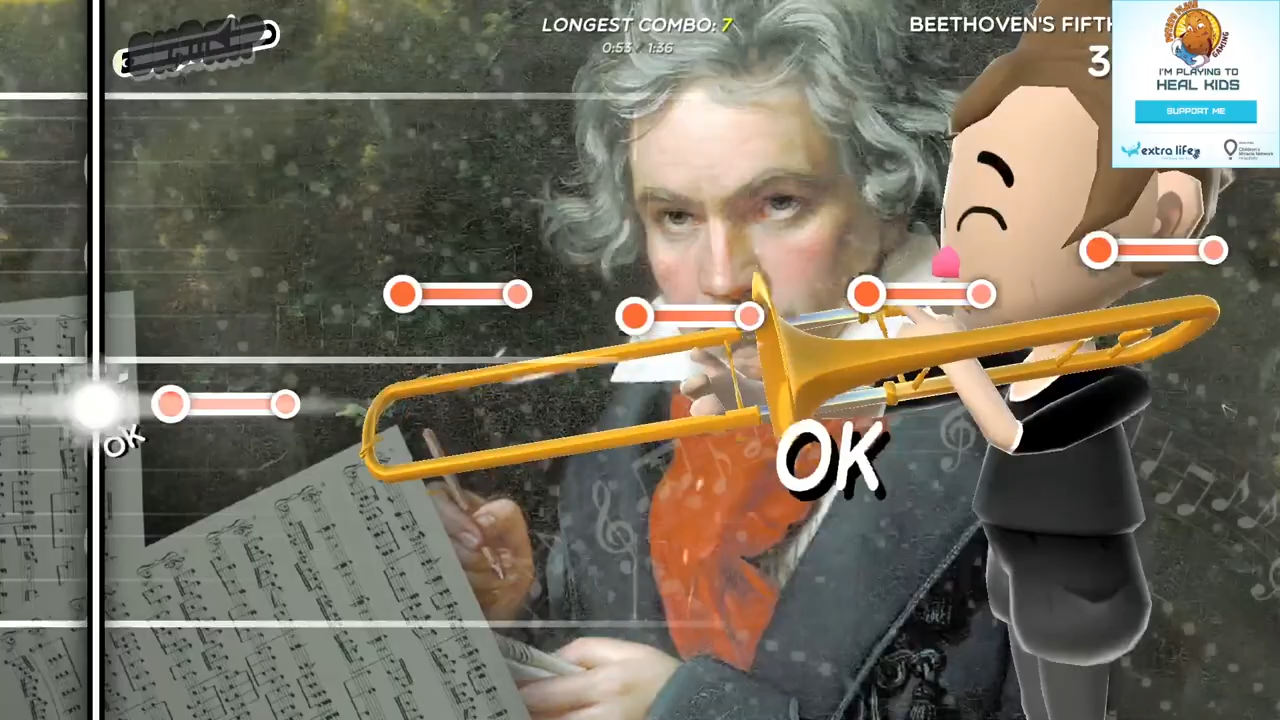 LONGEST COMBO: 7
0:53 / 1:36
BEETHOVEN'S FIFTH
3
I'M PLAYING TO
HEAL KIDS
SUPPORT ME
extra life
OK
OK